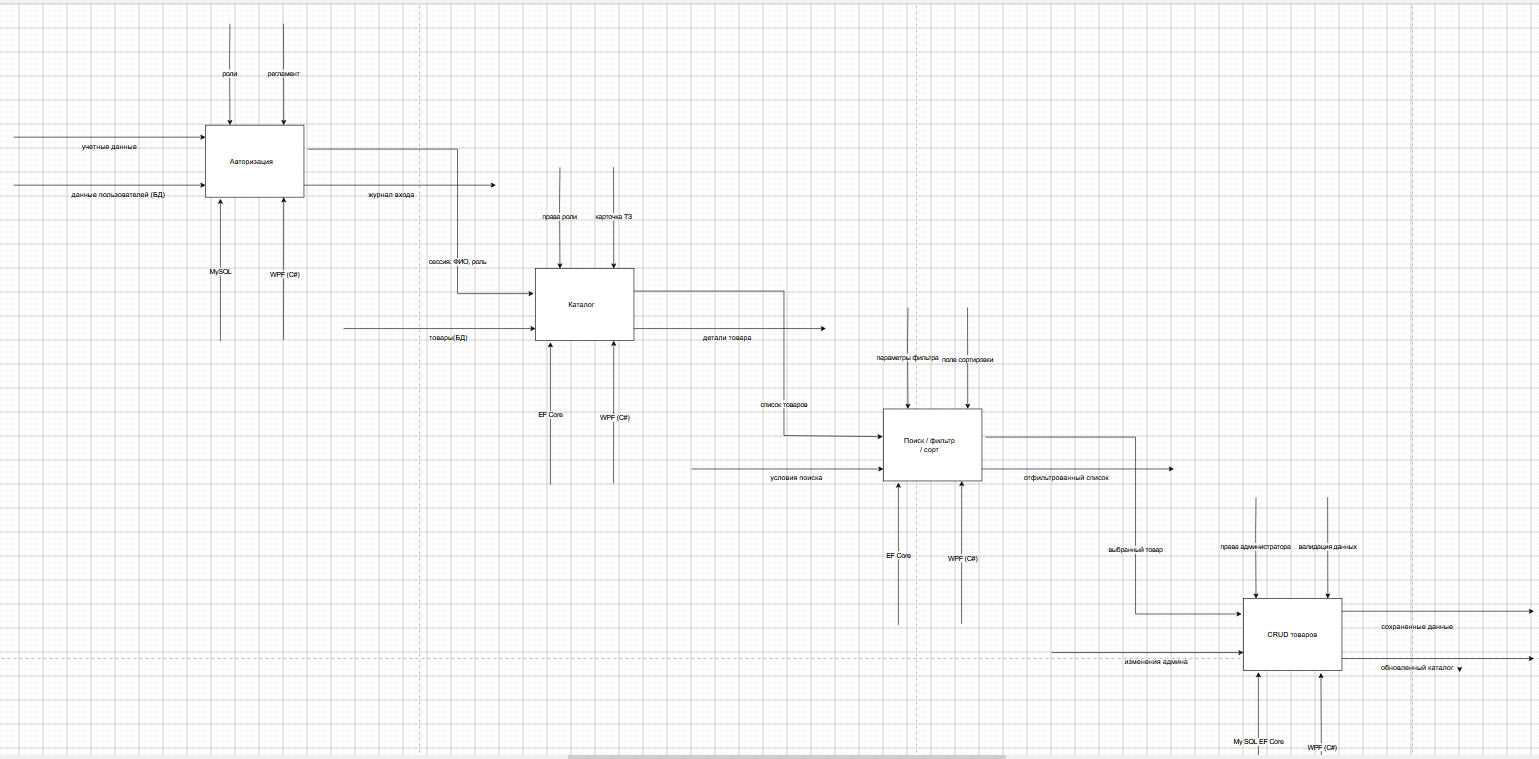 роли
регламент
учетные данные
Авторизация
данные пользователей (БД)
журнал входа
MySQL
WPF (C#)
сессия: ФИО, роль
права роли
карточка ТЗ
Каталог
товары(БД)
детали товара
EF Core
WPF (C#)
список товаров
параметры фильтра
поле сортировки
Поиск / фильтр
/ сорт
условия поиска
отфильтрованный список
EF Core
WPF (C#)
выбранный товар
права администратора
валидация данных
CRUD товаров
изменения админа
сохраненные данные
обновленный каталог
My SQL EF Core
WPF (C#)